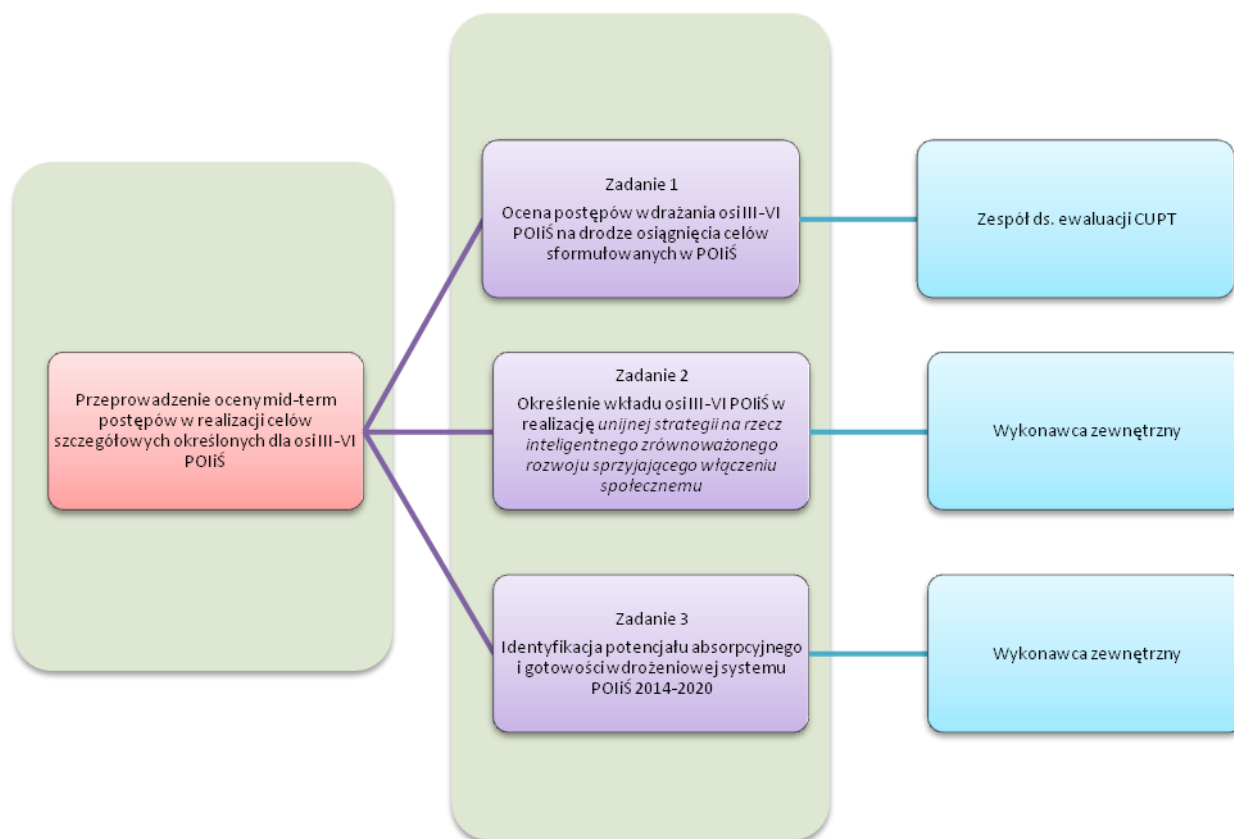 Przeprowadzenie oceny mid-term
postępów w realizacji celów
szczegółowych określonych dla osi III-VI
POIiŚ
Zadanie 1
Ocena postępów wdrażania osi III-VI
POIiŚ na drodze osiągnięcia celów
sformułowanych w POIiŚ
Zespół ds. ewaluacji CUPT
Zadanie 2
Określenie wkładu osi III-VI POIiŚ w
realizację unijnej strategii na rzecz
inteligentnego zrównoważonego
rozwoju sprzyjającego włączeniu
społecznemu
Wykonawca zewnętrzny
Zadanie 3
Identyfikacja potencjału absorpcyjnego
i gotowości wdrożeniowej systemu
POIiŚ 2014-2020
Wykonawca zewnętrzny